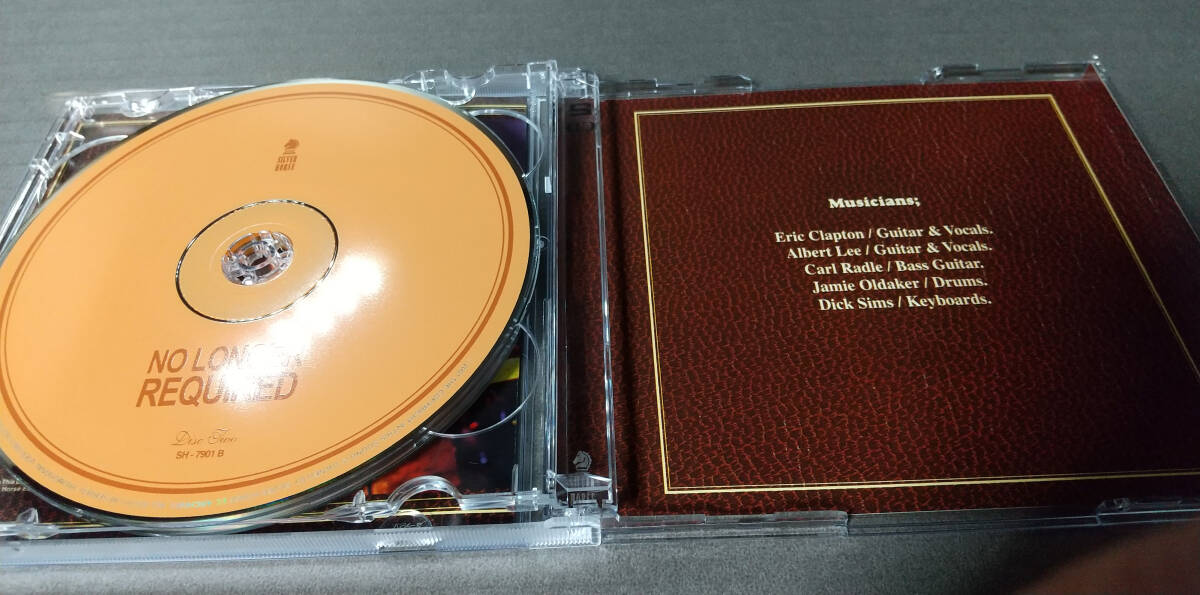 SILVER
HORSE
NO LONGER
REQUIRED
Disc Two
SH - 7901 B
Musicians;
Eric Clapton / Guitar & Vocals.
Albert Lee / Guitar & Vocals.
Carl Radle / Bass Guitar.
Jamie Oldaker / Drums.
Dick Sims / Keyboards.